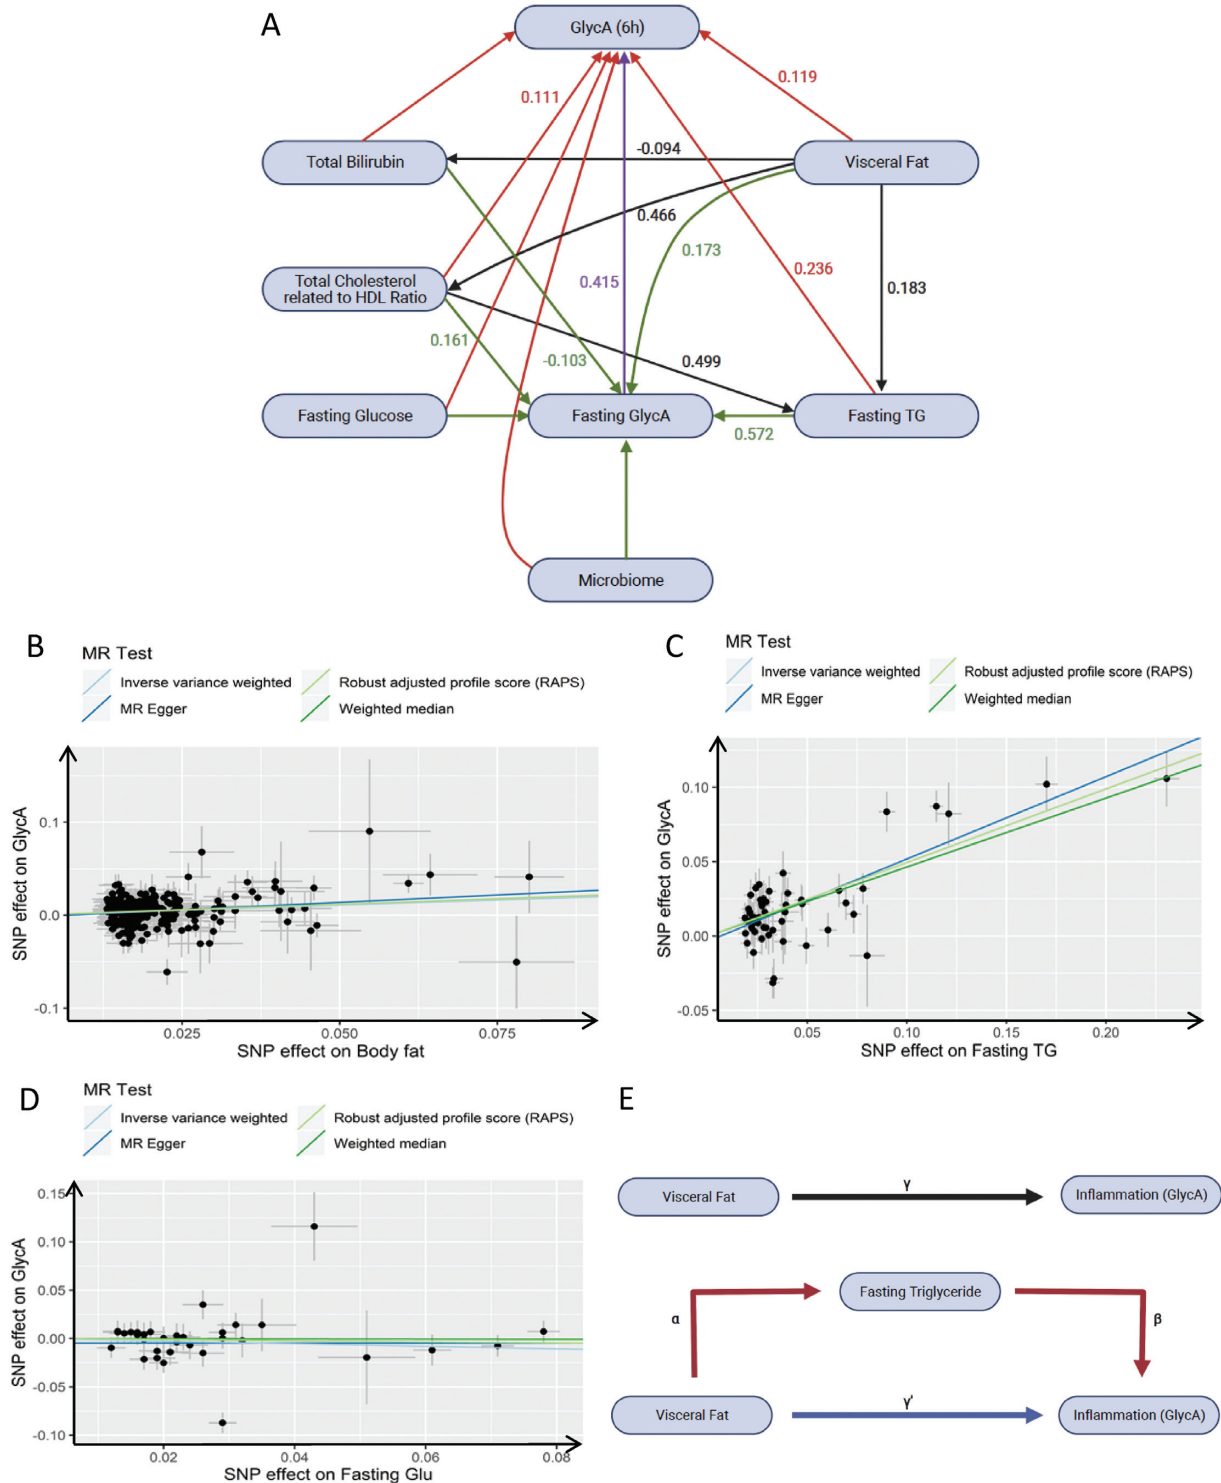 A
GlycA (6h)
0.119
0.111
Total Bilirubin
-0.094
Visceral Fat
0.466
0.173
0.236
0.415
0.183
Total Cholesterol
related to HDL Ratio
0.161
-0.103
0.499
Fasting Glucose
Fasting GlycA
Fasting TG
0.572
Microbiome
B
MR Test
Inverse variance weighted
Robust adjusted profile score (RAPS)
MR Egger
Weighted median
SNP effect on GlycA
0.1
0.0
-0.1
0.025
0.050
0.075
SNP effect on Body fat
C
MR Test
Inverse variance weighted
Robust adjusted profile score (RAPS)
MR Egger
Weighted median
SNP effect on GlycA
0.10
0.05
0.00
-0.05
0.05
0.10
0.15
0.20
SNP effect on Fasting TG
D
MR Test
Inverse variance weighted
Robust adjusted profile score (RAPS)
MR Egger
Weighted median
SNP effect on GlycA
0.15
0.10
0.05
0.00
-0.05
-0.10
0.02
0.04
0.06
0.08
SNP effect on Fasting Glu
E
Visceral Fat
γ
Inflammation (GlycA)
Fasting Triglyceride
α
β
Visceral Fat
γ'
Inflammation (GlycA)